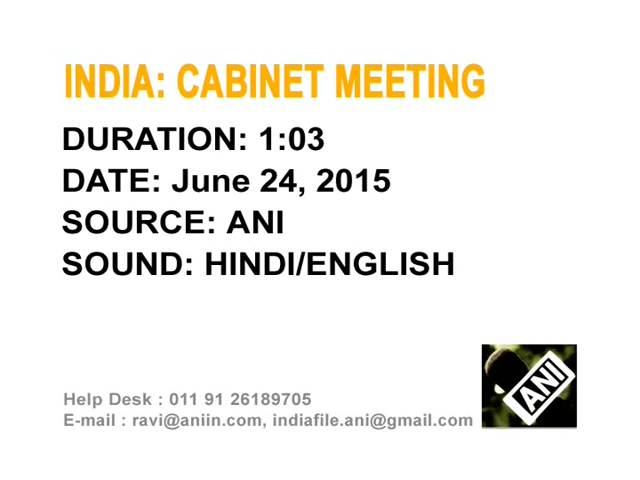 INDIA: CABINET MEETING
DURATION: 1:03
DATE: June 24, 2015
SOURCE: ANI
SOUND: HINDI/ENGLISH
Help Desk : 011 91 26189705
E-mail : ravi@aniin.com, indiafile.ani@gmail.com
ANI